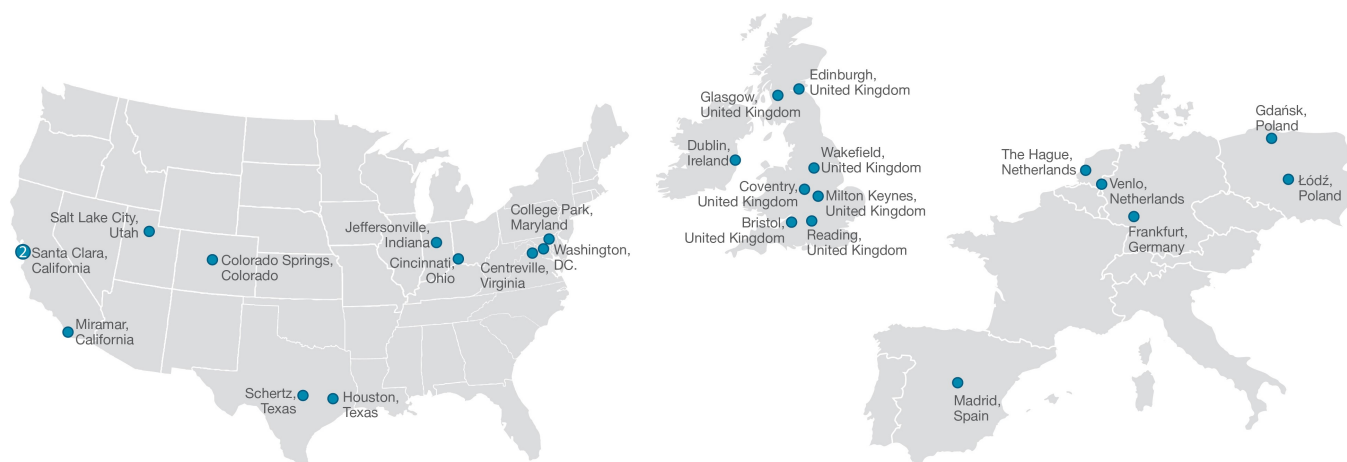 Salt Lake City,
Utah
2
Santa Clara,
California
Colorado Springs,
Colorado
Miramar,
California
Schertz,
Texas
Houston,
Texas
Jeffersonville,
Indiana
Cincinnati,
Ohio
College Park,
Maryland
Washington,
DC.
Centreville,
Virginia
Edinburgh,
United Kingdom
Glasgow,
United Kingdom
Dublin,
Ireland
Wakefield,
United Kingdom
Coventry,
United Kingdom
Milton Keynes,
United Kingdom
Bristol,
United Kingdom
Reading,
United Kingdom
Gdańsk,
Poland
The Hague,
Netherlands
Venlo,
Netherlands
Łódź,
Poland
Frankfurt,
Germany
Madrid,
Spain